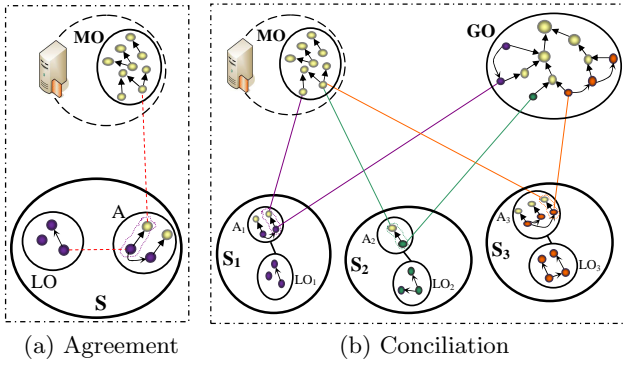 MO
A
LO
S
(a) Agreement
MO
GO
A1
S1
LO1
A2
S2
LO2
A3
S3
LO3
(b) Conciliation